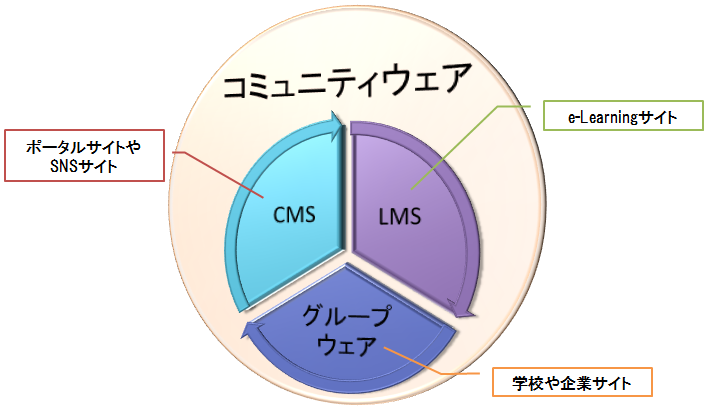 コミュニティウェア
e-Learningサイト
ポータルサイトや
SNSサイト
CMS
LMS
グループ
ウェア
学校や企業サイト